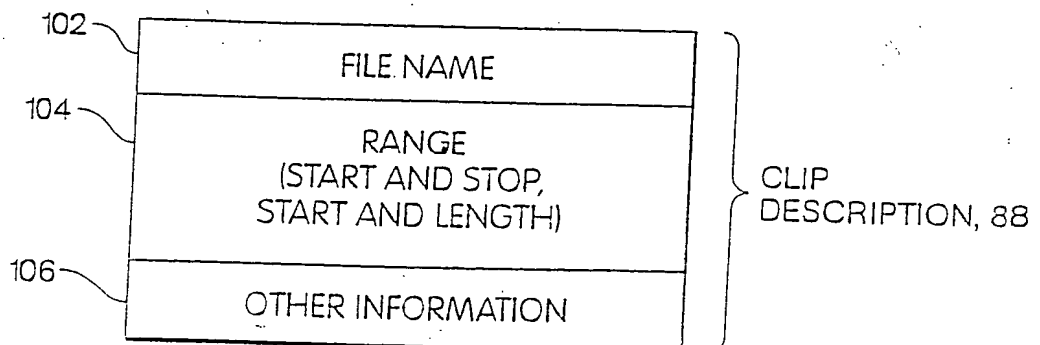 102
FILE NAME
104
RANGE
(START AND STOP,
START AND LENGTH)
CLIP
DESCRIPTION, 88
106
OTHER INFORMATION